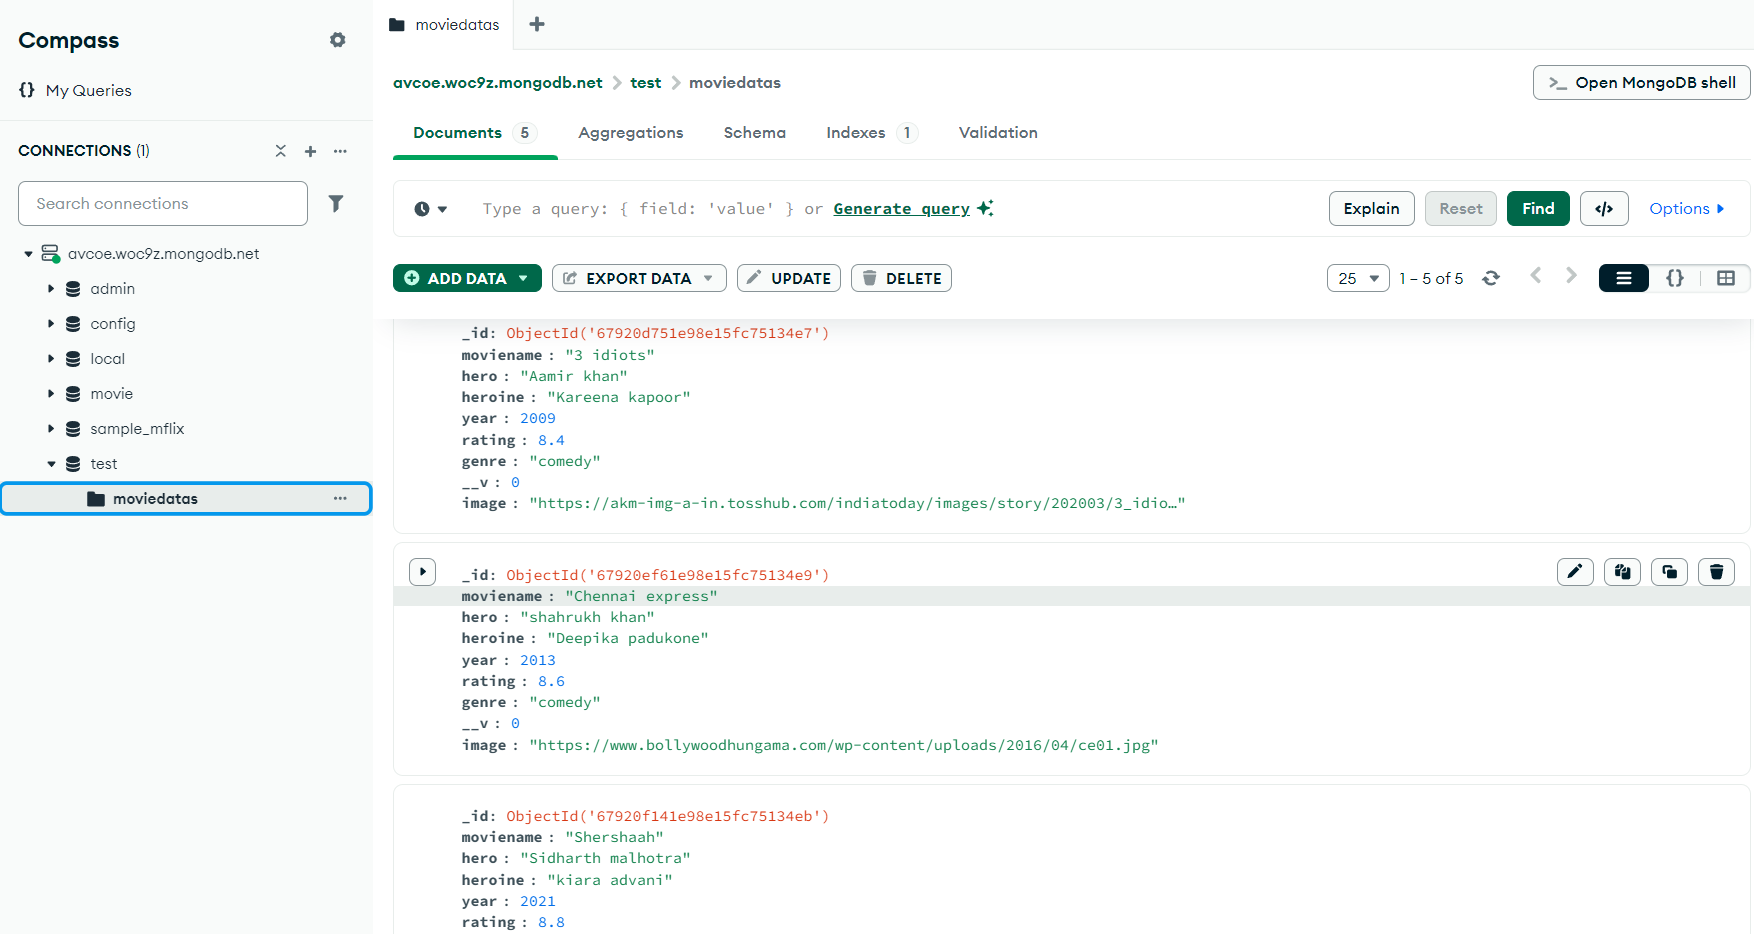 Compass
My Queries
CONNECTIONS (1)
Search connections
avcoe.woc9z.mongodb.net
admin
config
local
movie
sample_mflix
test
moviedatas
moviedatas
avcoe.woc9z.mongodb.net > test > moviedatas
>_ Open MongoDB shell
Documents 5 Aggregations Schema Indexes 1 Validation
Type a query: { field: 'value' } or Generate query
Explain Reset Find </> Options
ADD DATA EXPORT DATA UPDATE DELETE
25 1 – 5 of 5 {}
_id: ObjectId('67920d751e98e15fc75134e7')
moviename : "3 idiots"
hero : "Aamir khan"
heroine : "Kareena kapoor"
year : 2009
rating : 8.4
genre : "comedy"
__v : 0
image : "https://akm-img-a-in.tosshub.com/indiatoday/images/story/202003/3_idio…"
_id: ObjectId('67920ef61e98e15fc75134e9')
moviename : "Chennai express"
hero : "shahrukh khan"
heroine : "Deepika padukone"
year : 2013
rating : 8.6
genre : "comedy"
__v : 0
image : "https://www.bollywoodhungama.com/wp-content/uploads/2016/04/ce01.jpg"
_id: ObjectId('67920f141e98e15fc75134eb')
moviename : "Shershaah"
hero : "Sidharth malhotra"
heroine : "kiara advani"
year : 2021
rating : 8.8